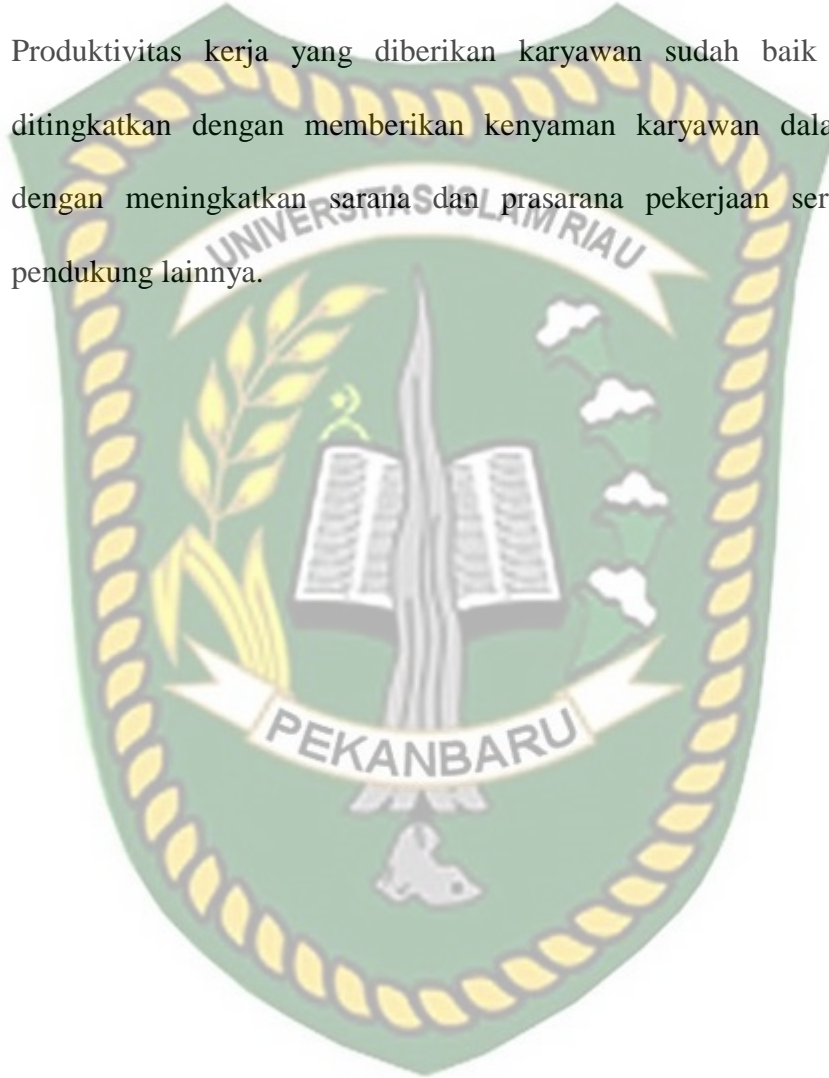 Produktivitas kerja yang diberikan karyawan sudah baik
ditingkatkan dengan memberikan kenyaman karyawan dala
dengan meningkatkan sarana dan prasarana pekerjaan ser
UNIVERSITAS ISLAM RIAU
pendukung lainnya.
PEKANBARU